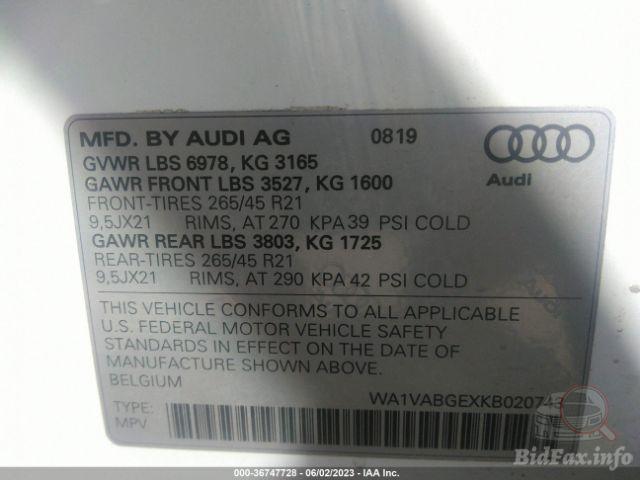 MFD. BY AUDI AG 0819
GVWR LBS 6978, KG 3165
GAWR FRONT LBS 3527, KG 1600
FRONT-TIRES 265/45 R21
9,5JX21 RIMS, AT 270 KPA 39 PSI COLD
GAWR REAR LBS 3803, KG 1725
REAR-TIRES 265/45 R21
9,5JX21 RIMS, AT 290 KPA 42 PSI COLD
Audi
THIS VEHICLE CONFORMS TO ALL APPLICABLE
U.S. FEDERAL MOTOR VEHICLE SAFETY
STANDARDS IN EFFECT ON THE DATE OF
MANUFACTURE SHOWN ABOVE.
BELGIUM
WA1VABGEXKB020743
TYPE:
MPV
BidFax.info
000-36747728 - 06/02/2023 - IAA Inc.